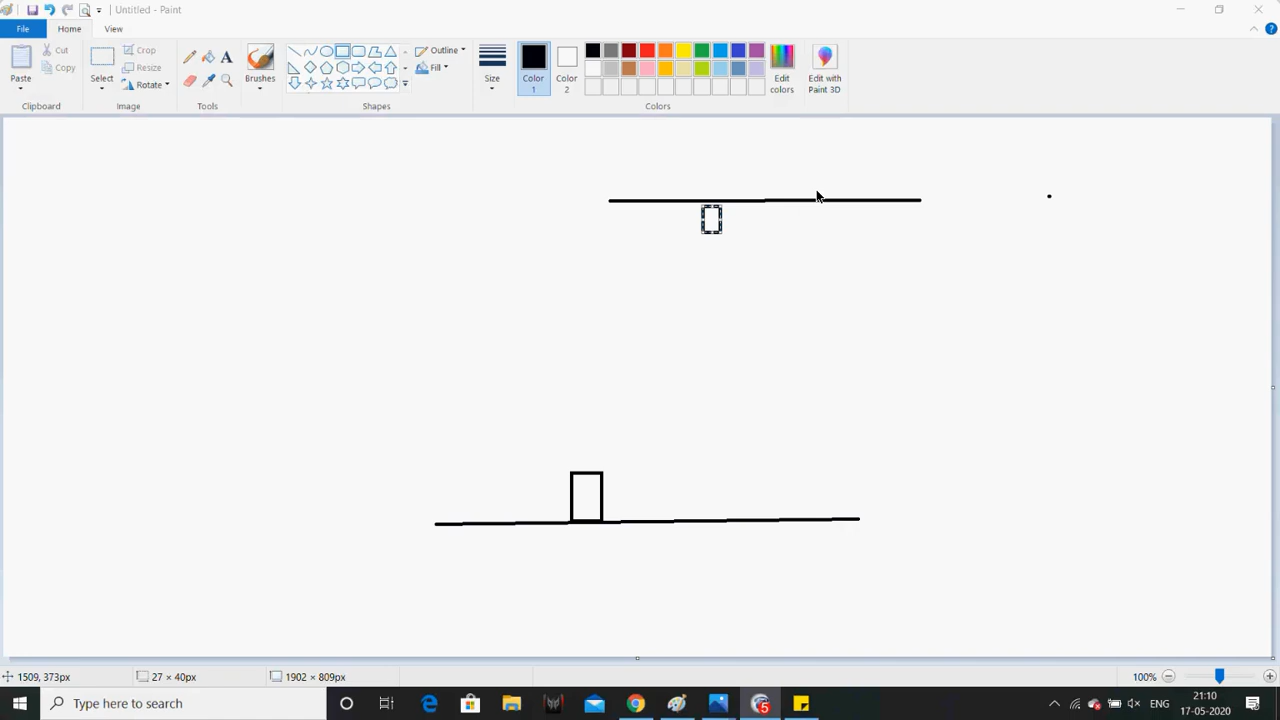 Untitled - Paint
File Home View
Paste
Cut
Copy
Clipboard
Select
Crop
Resize
Rotate
Image
Tools
Brushes
Shapes
Outline
Fill
Size
Color 1
Color 2
Colors
Edit colors
Edit with Paint 3D
1509, 373px
27 × 40px
1902 × 809px
100%
Type here to search
5
ENG
21:10
17-05-2020